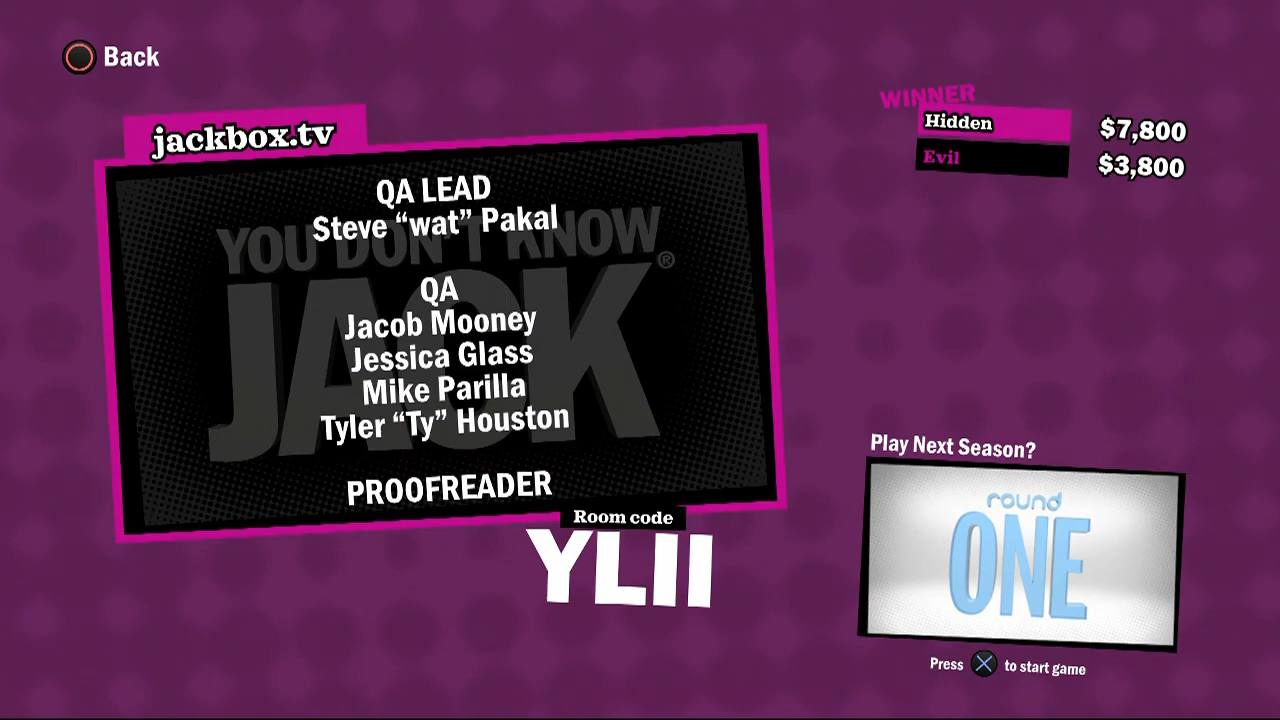 Back
jackbox.tv
QA LEAD
Steve “wat” Pakal
YOU DON'T KNOW
JACK®
QA
Jacob Mooney
Jessica Glass
Mike Parilla
Tyler “Ty” Houston
PROOFREADER
Room code
YLII
WINNER
Hidden $7,800
Evil $3,800
Play Next Season?
round
ONE
Press to start game